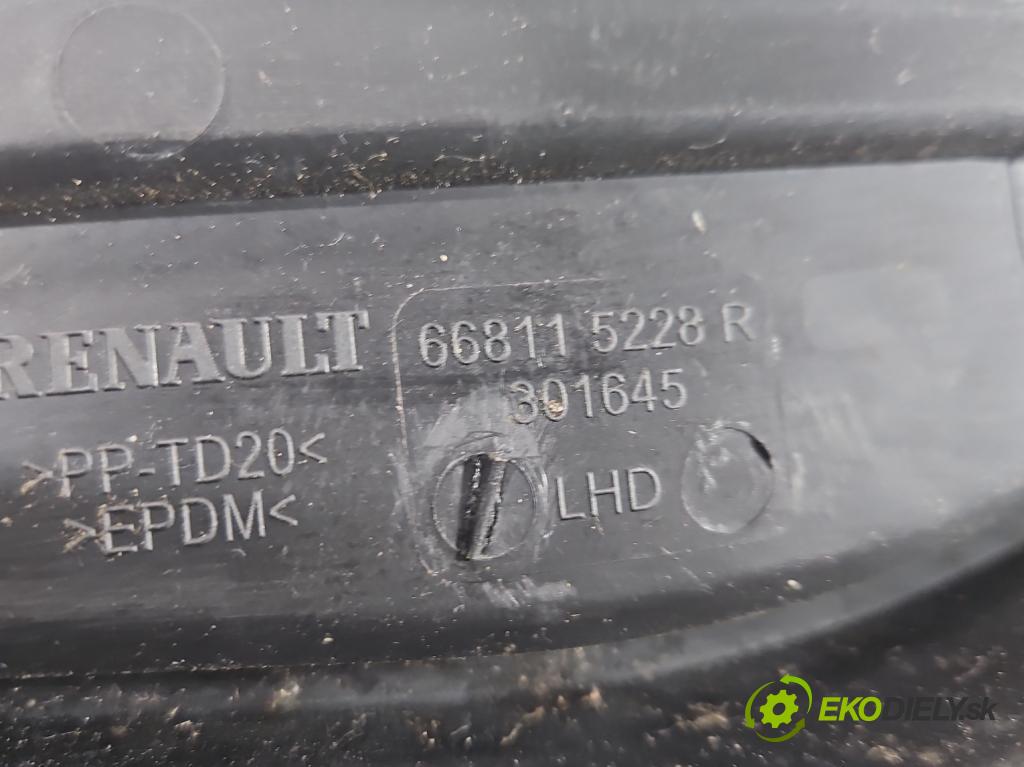 RENAULT
66811 5228 R
301645
>PP-TD20<
>EPDM<
LHD
EKODIELY.sk